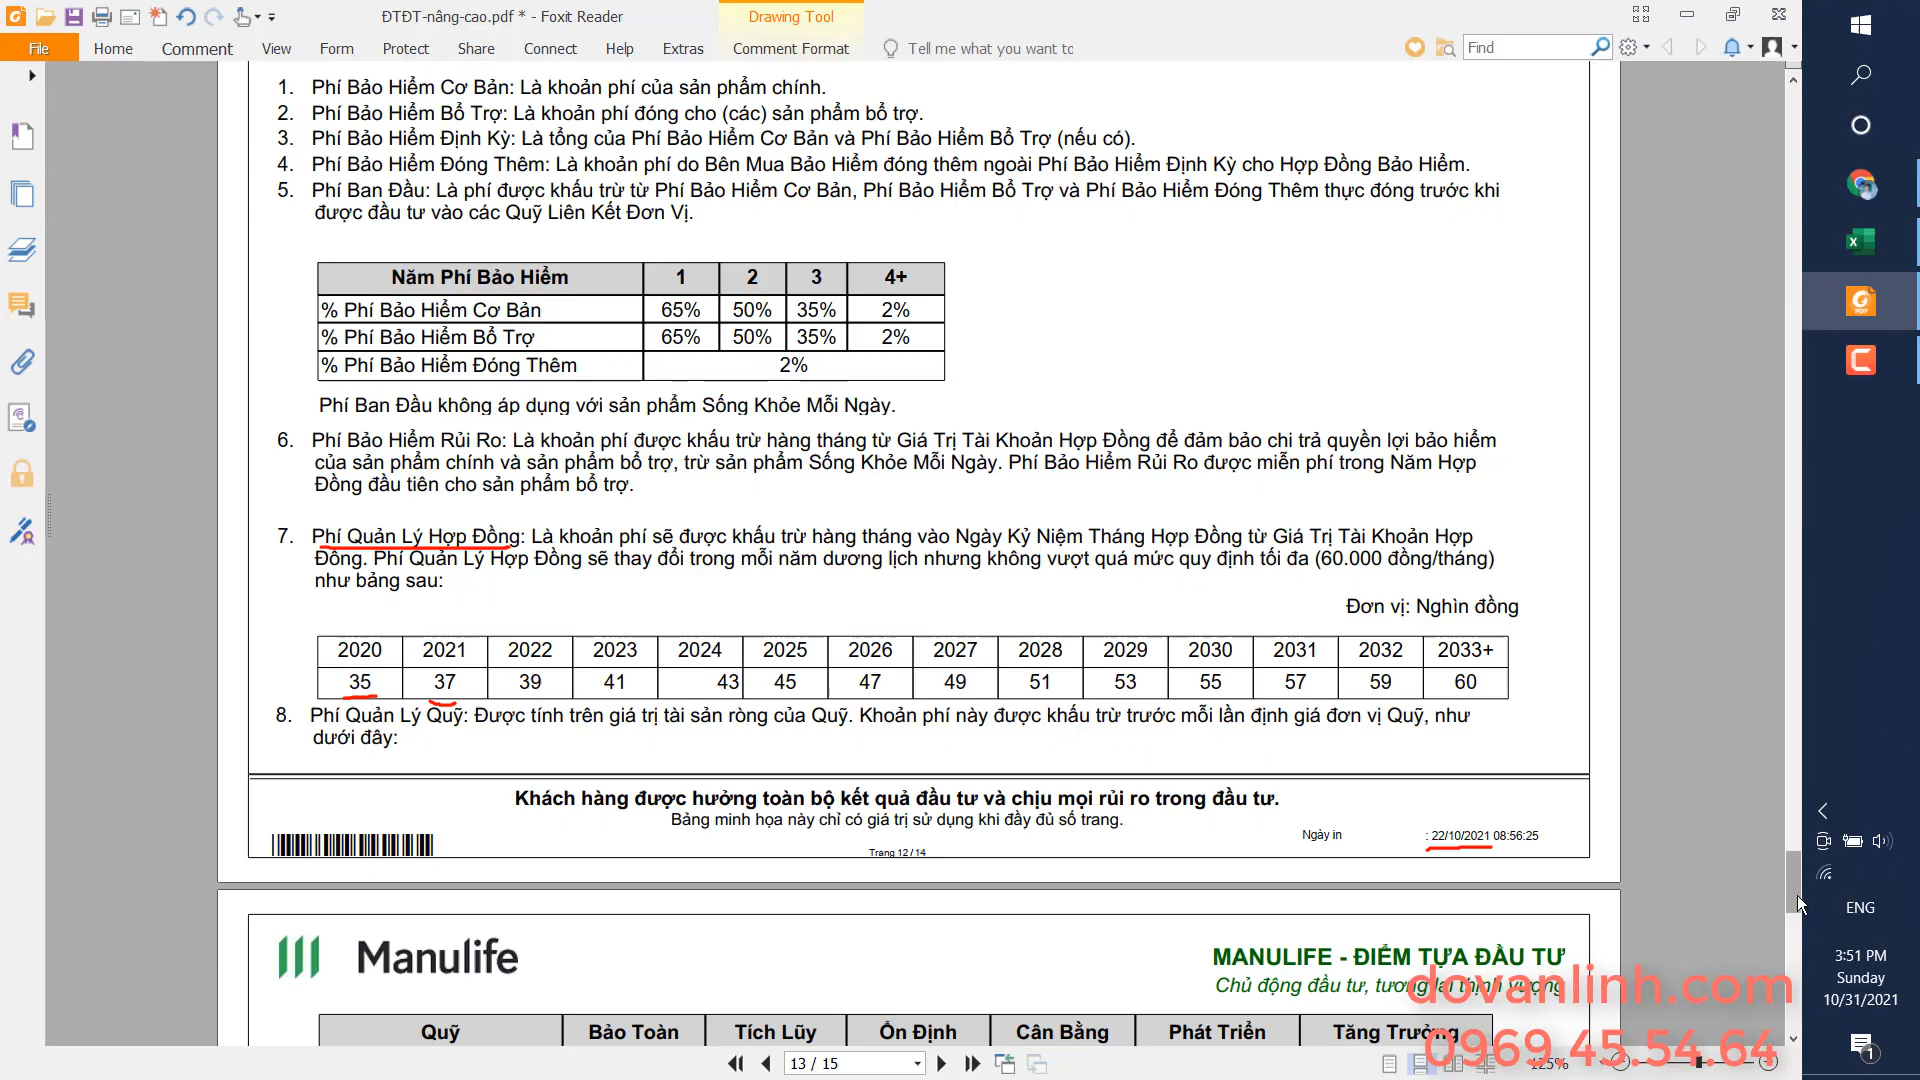 ĐTĐT-nâng-cao.pdf * - Foxit Reader
Drawing Tool
File
Home
Comment
View
Form
Protect
Share
Connect
Help
Extras
Comment Format
Tell me what you want to
Find
1. Phí Bảo Hiểm Cơ Bản: Là khoản phí của sản phẩm chính.
2. Phí Bảo Hiểm Bổ Trợ: Là khoản phí đóng cho (các) sản phẩm bổ trợ.
3. Phí Bảo Hiểm Định Kỳ: Là tổng của Phí Bảo Hiểm Cơ Bản và Phí Bảo Hiểm Bổ Trợ (nếu có).
4. Phí Bảo Hiểm Đóng Thêm: Là khoản phí do Bên Mua Bảo Hiểm đóng thêm ngoài Phí Bảo Hiểm Định Kỳ cho Hợp Đồng Bảo Hiểm.
5. Phí Ban Đầu: Là phí được khấu trừ từ Phí Bảo Hiểm Cơ Bản, Phí Bảo Hiểm Bổ Trợ và Phí Bảo Hiểm Đóng Thêm thực đóng trước khi
được đầu tư vào các Quỹ Liên Kết Đơn Vị.
Năm Phí Bảo Hiểm 1 2 3 4+
% Phí Bảo Hiểm Cơ Bản 65% 50% 35% 2%
% Phí Bảo Hiểm Bổ Trợ 65% 50% 35% 2%
% Phí Bảo Hiểm Đóng Thêm 2%
Phí Ban Đầu không áp dụng với sản phẩm Sống Khỏe Mỗi Ngày.
6. Phí Bảo Hiểm Rủi Ro: Là khoản phí được khấu trừ hàng tháng từ Giá Trị Tài Khoản Hợp Đồng để đảm bảo chi trả quyền lợi bảo hiểm
của sản phẩm chính và sản phẩm bổ trợ, trừ sản phẩm Sống Khỏe Mỗi Ngày. Phí Bảo Hiểm Rủi Ro được miễn phí trong Năm Hợp
Đồng đầu tiên cho sản phẩm bổ trợ.
7. Phí Quản Lý Hợp Đồng: Là khoản phí sẽ được khấu trừ hàng tháng vào Ngày Kỷ Niệm Tháng Hợp Đồng từ Giá Trị Tài Khoản Hợp
Đồng. Phí Quản Lý Hợp Đồng sẽ thay đổi trong mỗi năm dương lịch nhưng không vượt quá mức quy định tối đa (60.000 đồng/tháng)
như bảng sau:
Đơn vị: Nghìn đồng
2020 2021 2022 2023 2024 2025 2026 2027 2028 2029 2030 2031 2032 2033+
35 37 39 41 43 45 47 49 51 53 55 57 59 60
8. Phí Quản Lý Quỹ: Được tính trên giá trị tài sản ròng của Quỹ. Khoản phí này được khấu trừ trước mỗi lần định giá đơn vị Quỹ, như
dưới đây:
Khách hàng được hưởng toàn bộ kết quả đầu tư và chịu mọi rủi ro trong đầu tư.
Bảng minh họa này chỉ có giá trị sử dụng khi đầy đủ số trang.
Ngày in : 22/10/2021 08:56:25
Trang 12 / 14
Manulife
MANULIFE - ĐIỂM TỰA ĐẦU TƯ
Chủ động đầu tư, tương lai thịnh vượng
Quỹ Bảo Toàn Tích Lũy Ổn Định Cân Bằng Phát Triển Tăng Trưởng
13 / 15
125%
ENG
3:51 PM
Sunday
10/31/2021
1
dovanlinh.com
0969.45.54.64